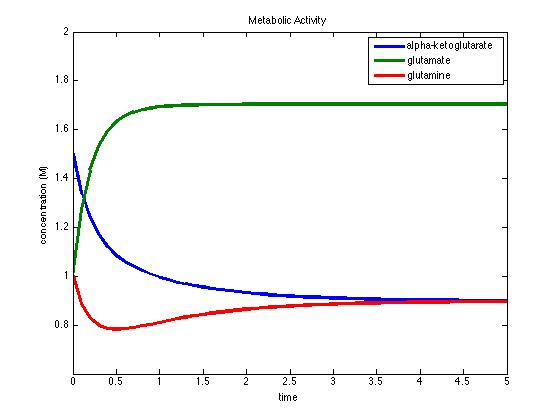 Metabolic Activity
alpha-ketoglutarate
glutamate
glutamine
2
1.8
1.6
1.4
1.2
1
0.8
concentration (M)
0 0.5 1 1.5 2 2.5 3 3.5 4 4.5 5
time